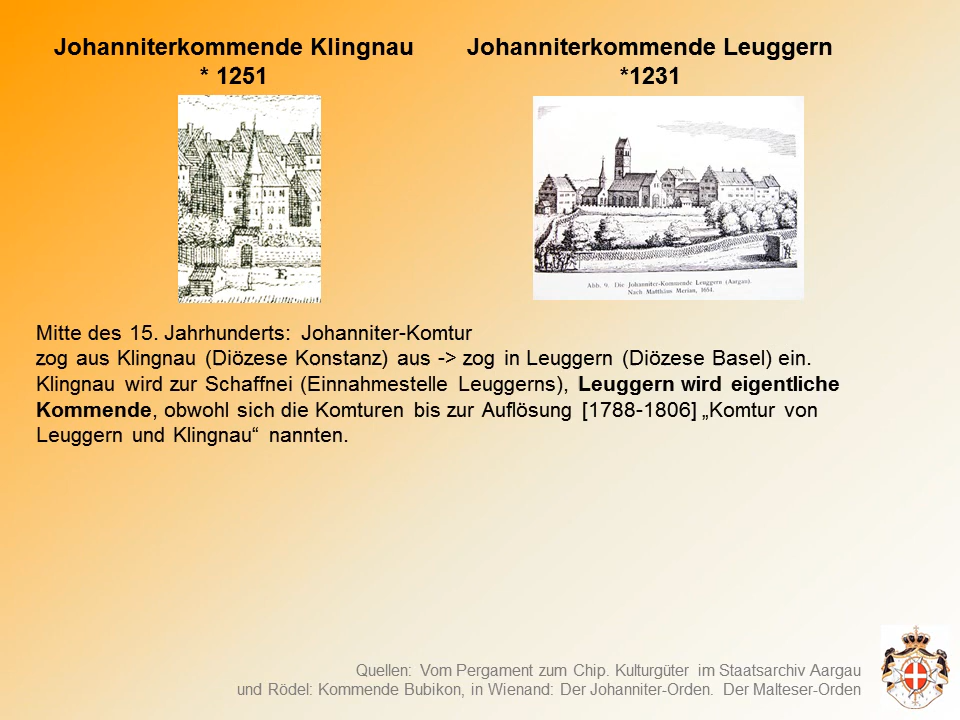 Johanniterkommende Klingnau
* 1251
Johanniterkommende Leuggern
*1231
F.
Abb. 9. Die Johanniter-Kommende Leuggern (Aargau).
Nach Matthäus Merian, 1654.
Mitte des 15. Jahrhunderts: Johanniter-Komtur
zog aus Klingnau (Diözese Konstanz) aus -> zog in Leuggern (Diözese Basel) ein.
Klingnau wird zur Schaffnei (Einnahmestelle Leuggerns), Leuggern wird eigentliche
Kommende, obwohl sich die Komturen bis zur Auflösung [1788-1806] „Komtur von
Leuggern und Klingnau“ nannten.
Quellen: Vom Pergament zum Chip. Kulturgüter im Staatsarchiv Aargau
und Rödel: Kommende Bubikon, in Wienand: Der Johanniter-Orden. Der Malteser-Orden